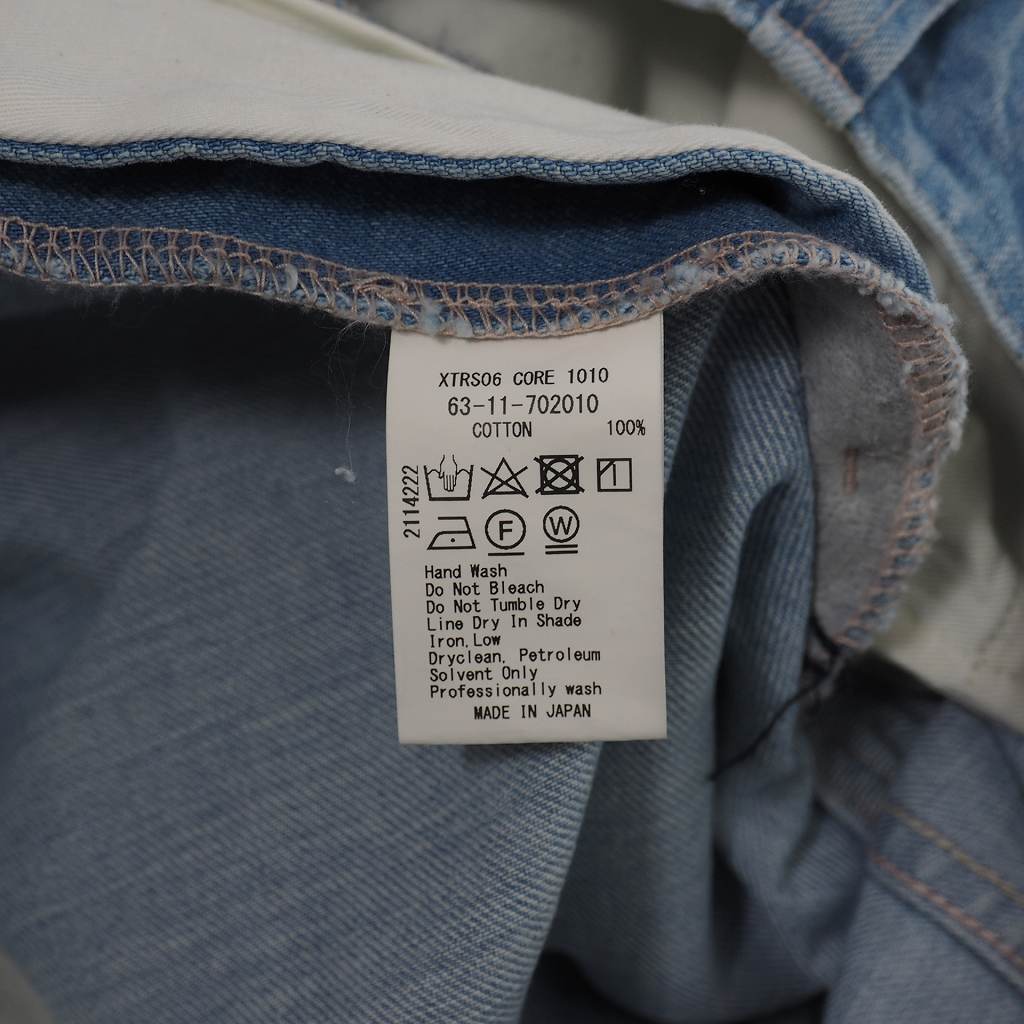 XTRS06 CORE 1010
63-11-702010
COTTON 100%
2114222
1
F W
Hand Wash
Do Not Bleach
Do Not Tumble Dry
Line Dry In Shade
Iron,Low
Dryclean, Petroleum
Solvent Only
Professionally wash
MADE IN JAPAN